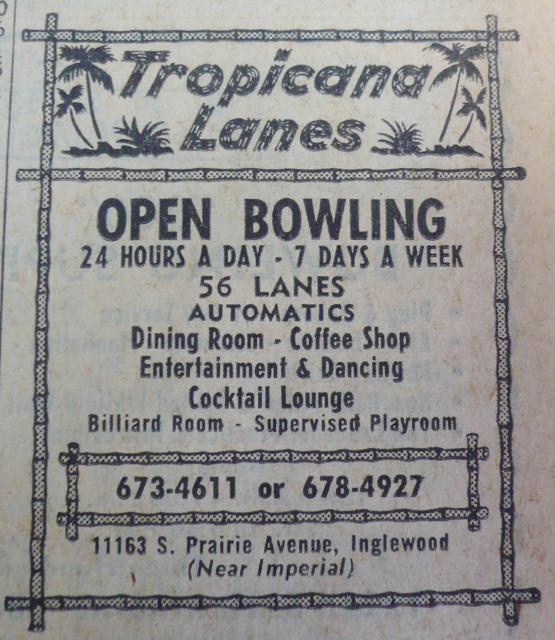 Tropicana
Lanes
OPEN BOWLING
24 HOURS A DAY - 7 DAYS A WEEK
56 LANES
AUTOMATICS
Dining Room - Coffee Shop
Entertainment & Dancing
Cocktail Lounge
Billiard Room - Supervised Playroom
673-4611 or 678-4927
11163 S. Prairie Avenue, Inglewood
(Near Imperial)